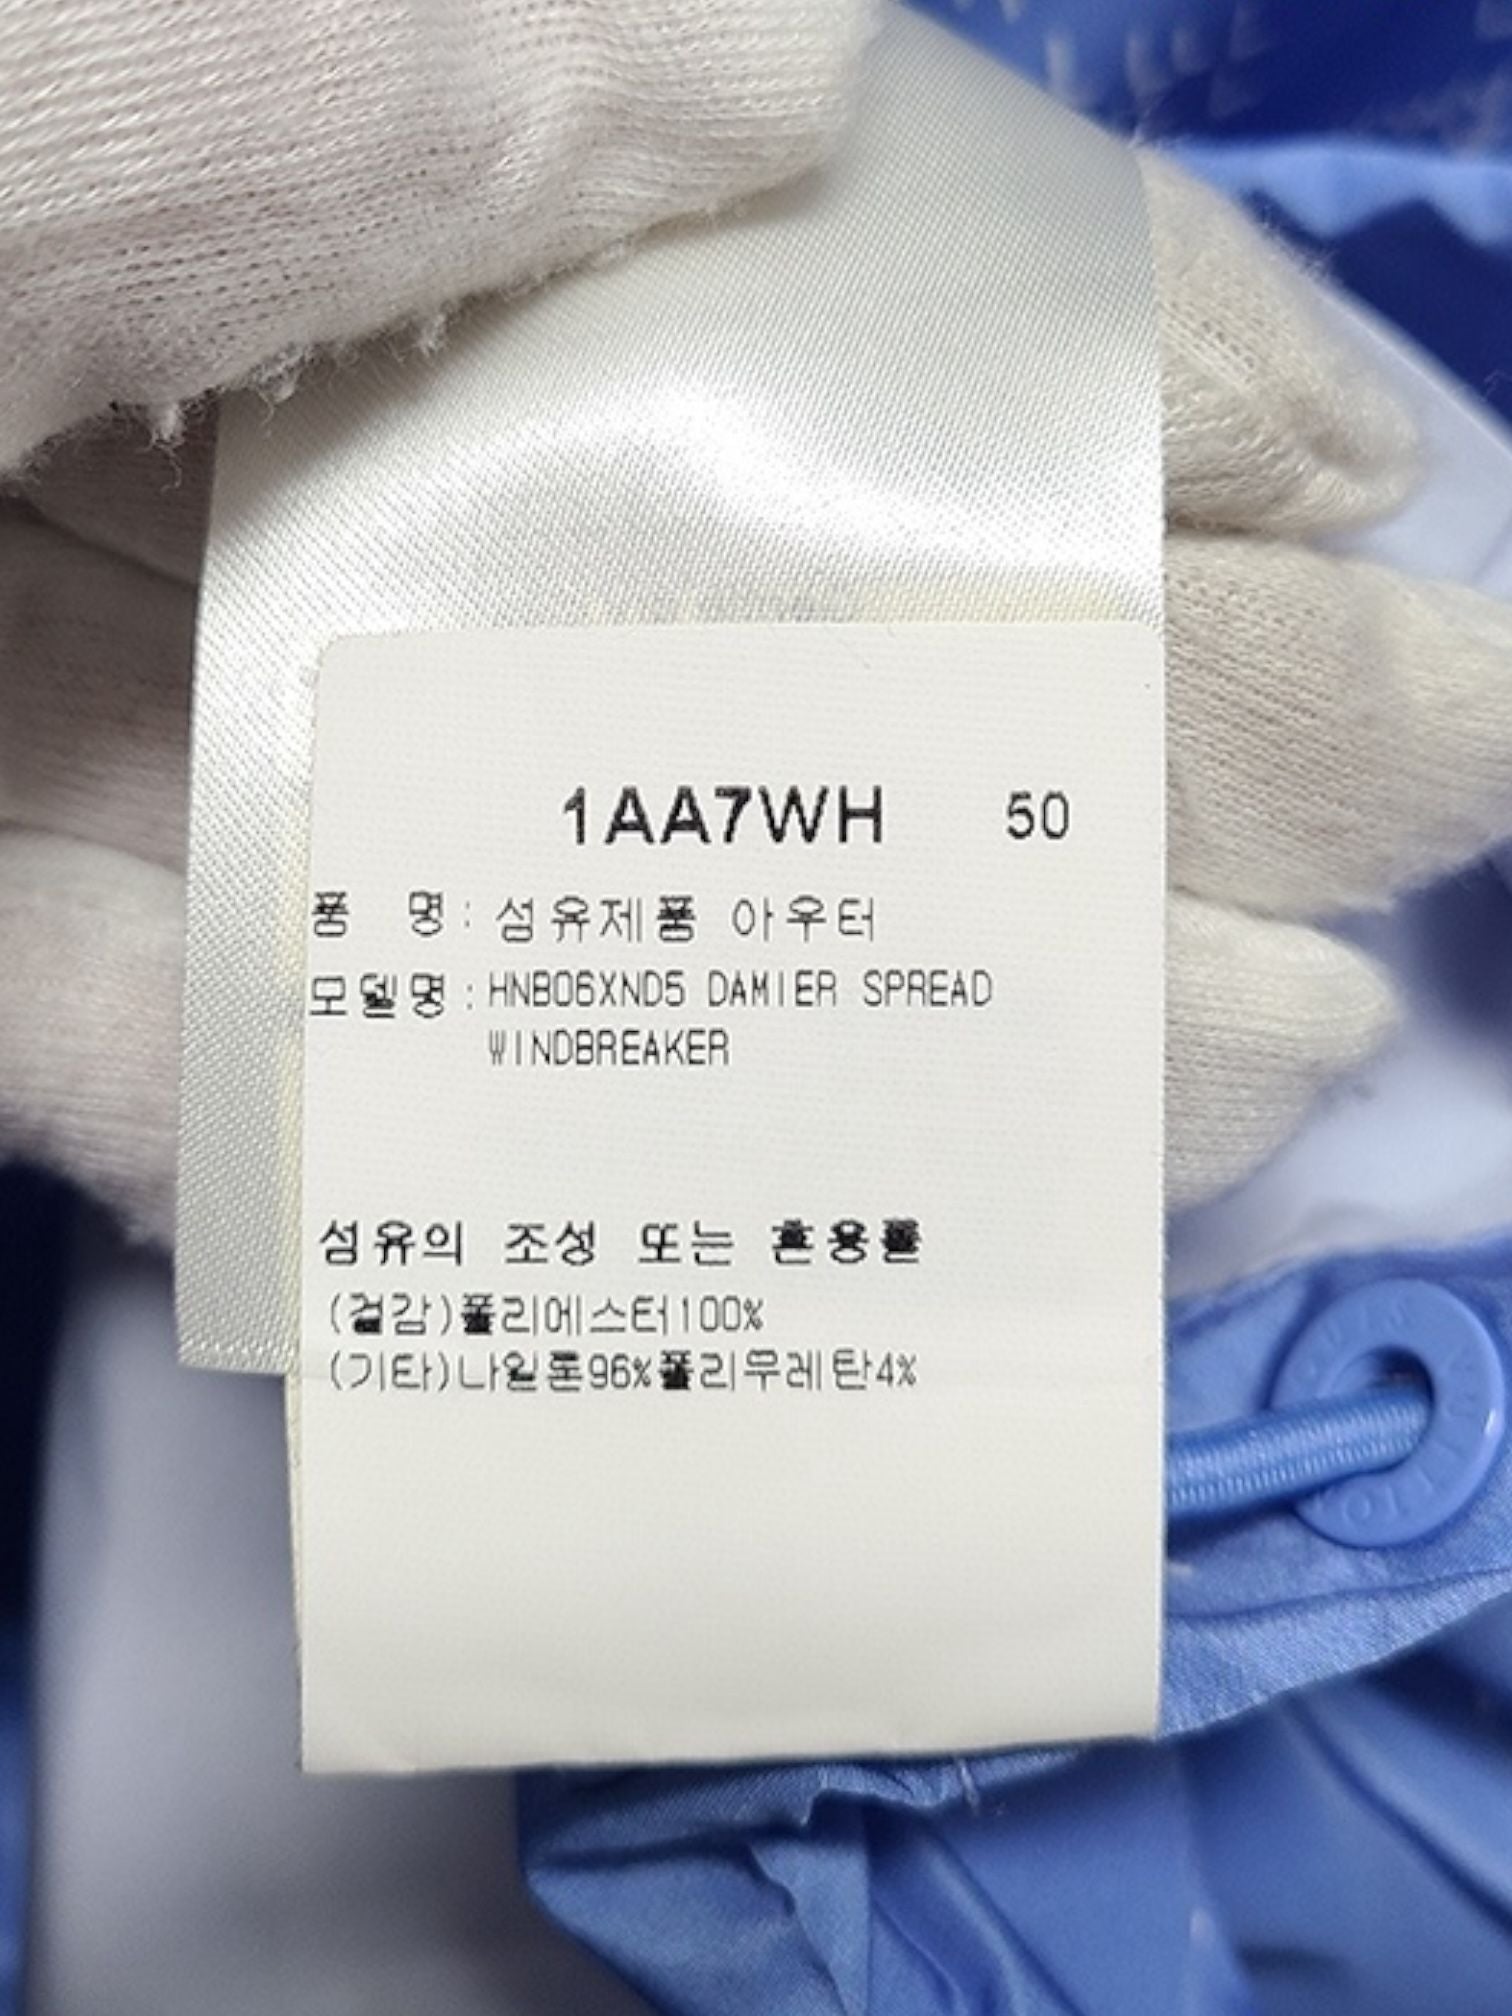 1AA7WH 50
품 명 : 섬유제품 아우터
모델명 : HNB06XND5 DAMIER SPREAD
WINDBREAKER
섬유의 조성 또는 혼용률
(겉감)폴리에스터100%
(기타)나일론96%폴리우레탄4%